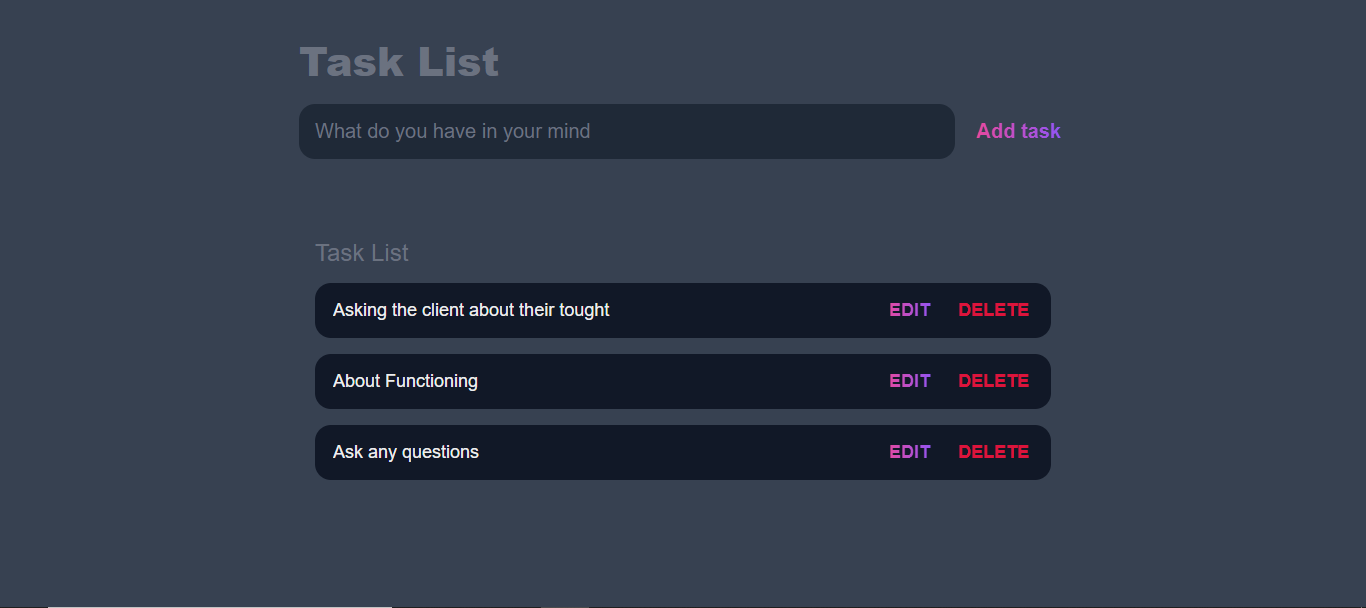 Task List
What do you have in your mind
Add task
Task List
Asking the client about their tought
EDIT
DELETE
About Functioning
EDIT
DELETE
Ask any questions
EDIT
DELETE